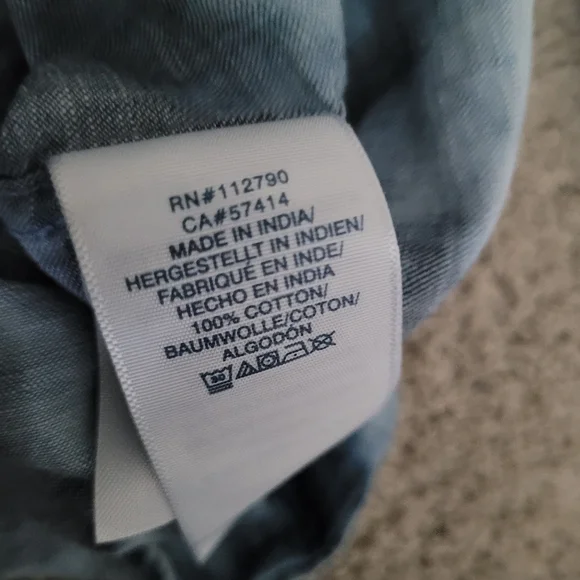 RN#112790
CA#57414
MADE IN INDIA/
HERGESTELLT IN INDIEN/
FABRIQUÉ EN INDE/
HECHO EN INDIA
100% COTTON/
BAUMWOLLE/COTON/
ALGODÓN
30